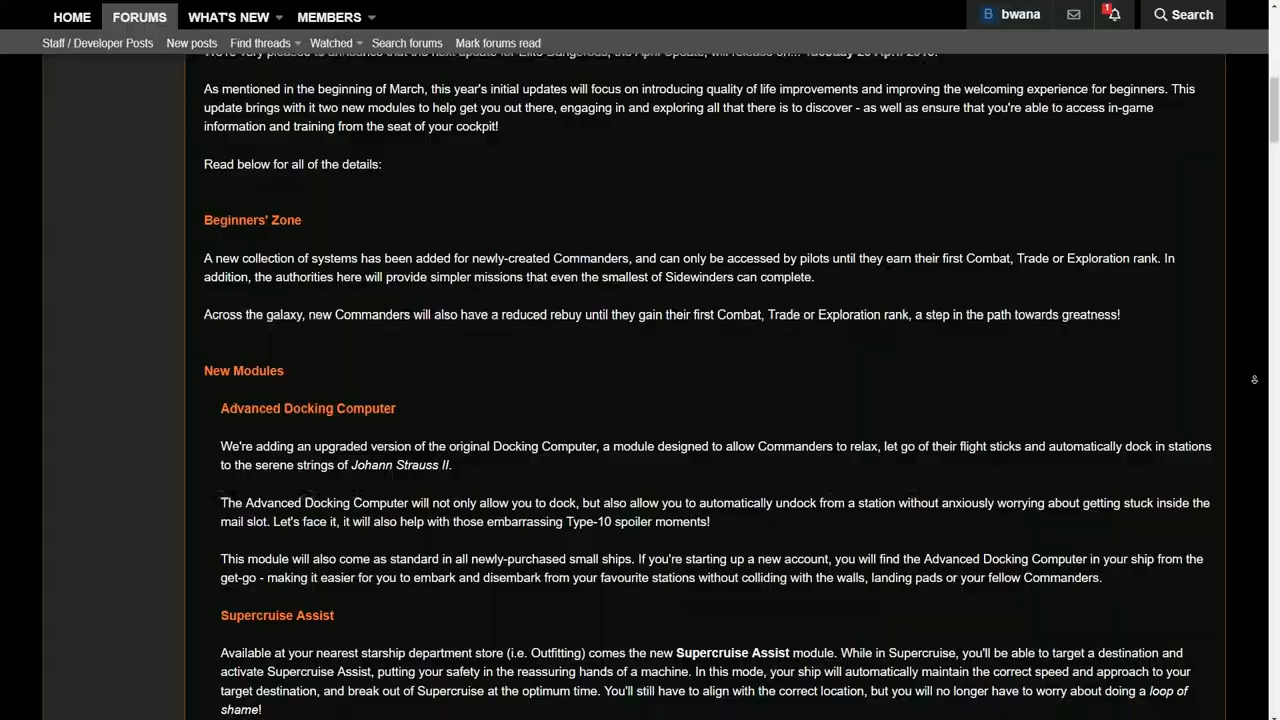 HOME FORUMS WHAT'S NEW MEMBERS B bwana 1 Search
Staff / Developer Posts New posts Find threads Watched Search forums Mark forums read
As mentioned in the beginning of March, this year's initial updates will focus on introducing quality of life improvements and improving the welcoming experience for beginners. This
update brings with it two new modules to help get you out there, engaging in and exploring all that there is to discover - as well as ensure that you're able to access in-game
information and training from the seat of your cockpit!
Read below for all of the details:
Beginners' Zone
A new collection of systems has been added for newly-created Commanders, and can only be accessed by pilots until they earn their first Combat, Trade or Exploration rank. In
addition, the authorities here will provide simpler missions that even the smallest of Sidewinders can complete.
Across the galaxy, new Commanders will also have a reduced rebuy until they gain their first Combat, Trade or Exploration rank, a step in the path towards greatness!
New Modules
Advanced Docking Computer
We're adding an upgraded version of the original Docking Computer, a module designed to allow Commanders to relax, let go of their flight sticks and automatically dock in stations
to the serene strings of Johann Strauss II.
The Advanced Docking Computer will not only allow you to dock, but also allow you to automatically undock from a station without anxiously worrying about getting stuck inside the
mail slot. Let's face it, it will also help with those embarrassing Type-10 spoiler moments!
This module will also come as standard in all newly-purchased small ships. If you're starting up a new account, you will find the Advanced Docking Computer in your ship from the
get-go - making it easier for you to embark and disembark from your favourite stations without colliding with the walls, landing pads or your fellow Commanders.
Supercruise Assist
Available at your nearest starship department store (i.e. Outfitting) comes the new Supercruise Assist module. While in Supercruise, you'll be able to target a destination and
activate Supercruise Assist, putting your safety in the reassuring hands of a machine. In this mode, your ship will automatically maintain the correct speed and approach to your
target destination, and break out of Supercruise at the optimum time. You'll still have to align with the correct location, but you will no longer have to worry about doing a loop of
shame!